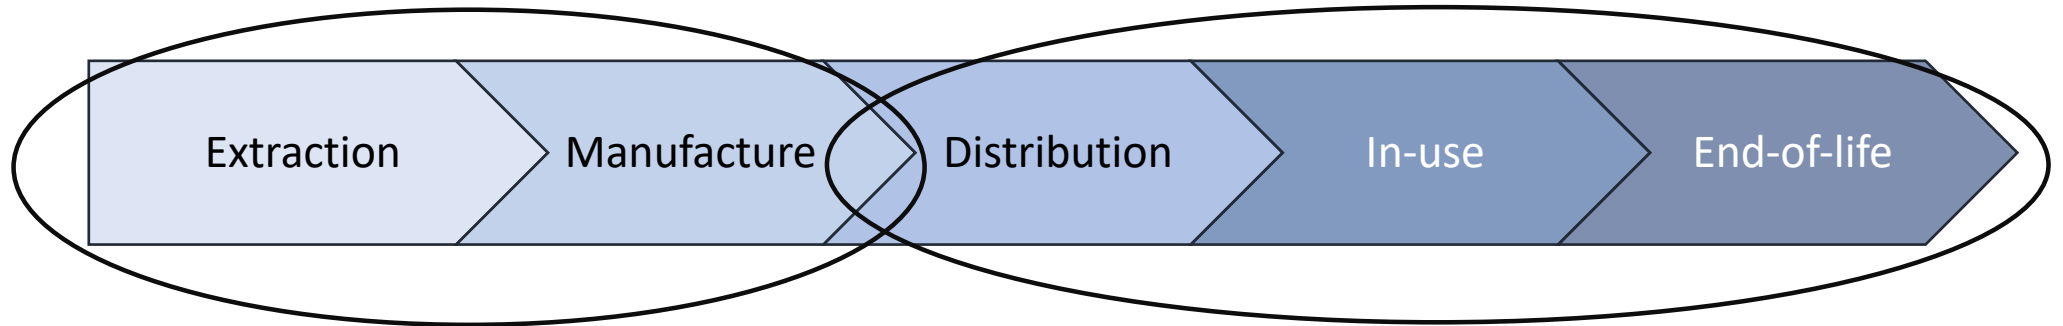 Extraction
Manufacture
Distribution
In-use
End-of-life